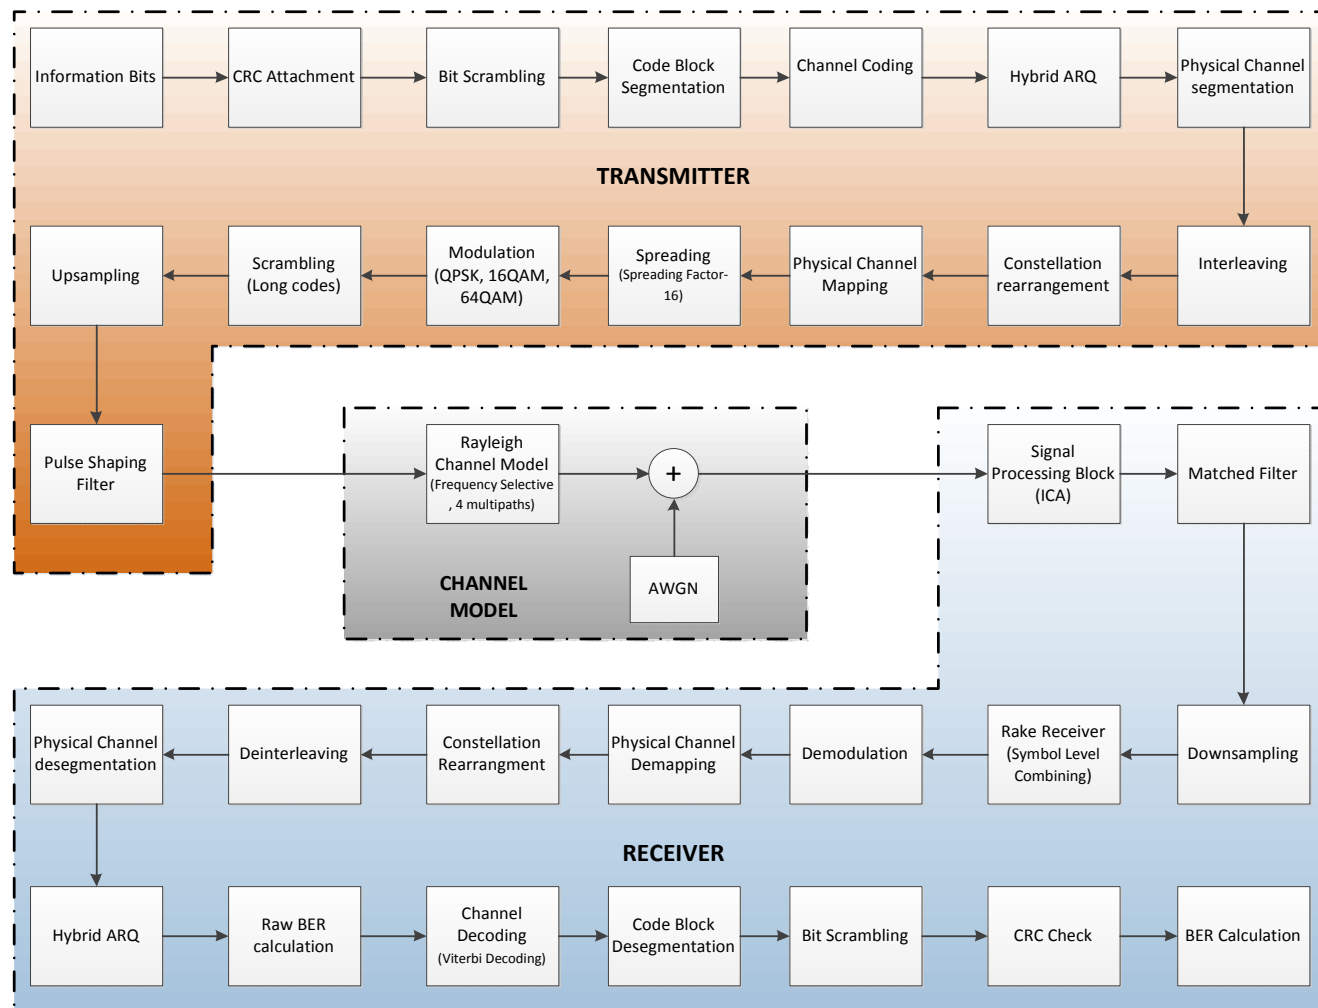 Information Bits
CRC Attachment
Bit Scrambling
Code Block
Segmentation
Channel Coding
Hybrid ARQ
Physical Channel
segmentation
TRANSMITTER
Upsampling
Scrambling
(Long codes)
Modulation
(QPSK, 16QAM,
64QAM)
Spreading
(Spreading Factor-
16)
Physical Channel
Mapping
Constellation
rearrangement
Interleaving
Pulse Shaping
Filter
Rayleigh
Channel Model
(Frequency Selective
, 4 multipaths)
+
Signal
Processing Block
(ICA)
Matched Filter
CHANNEL
MODEL
AWGN
Physical Channel
desegmentation
Deinterleaving
Constellation
Rearrangment
Physical Channel
Demapping
Demodulation
Rake Receiver
(Symbol Level
Combining)
Downsampling
RECEIVER
Hybrid ARQ
Raw BER
calculation
Channel
Decoding
(Viterbi Decoding)
Code Block
Desegmentation
Bit Scrambling
CRC Check
BER Calculation